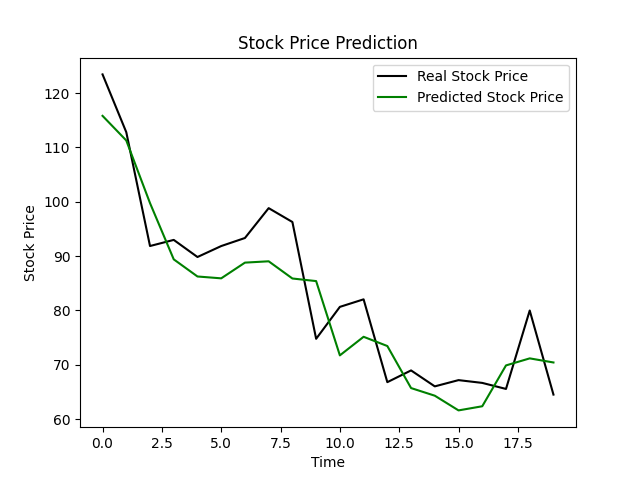 Stock Price Prediction
Real Stock Price
Predicted Stock Price
Stock Price
120
110
100
90
80
70
60
0.0 2.5 5.0 7.5 10.0 12.5 15.0 17.5
Time